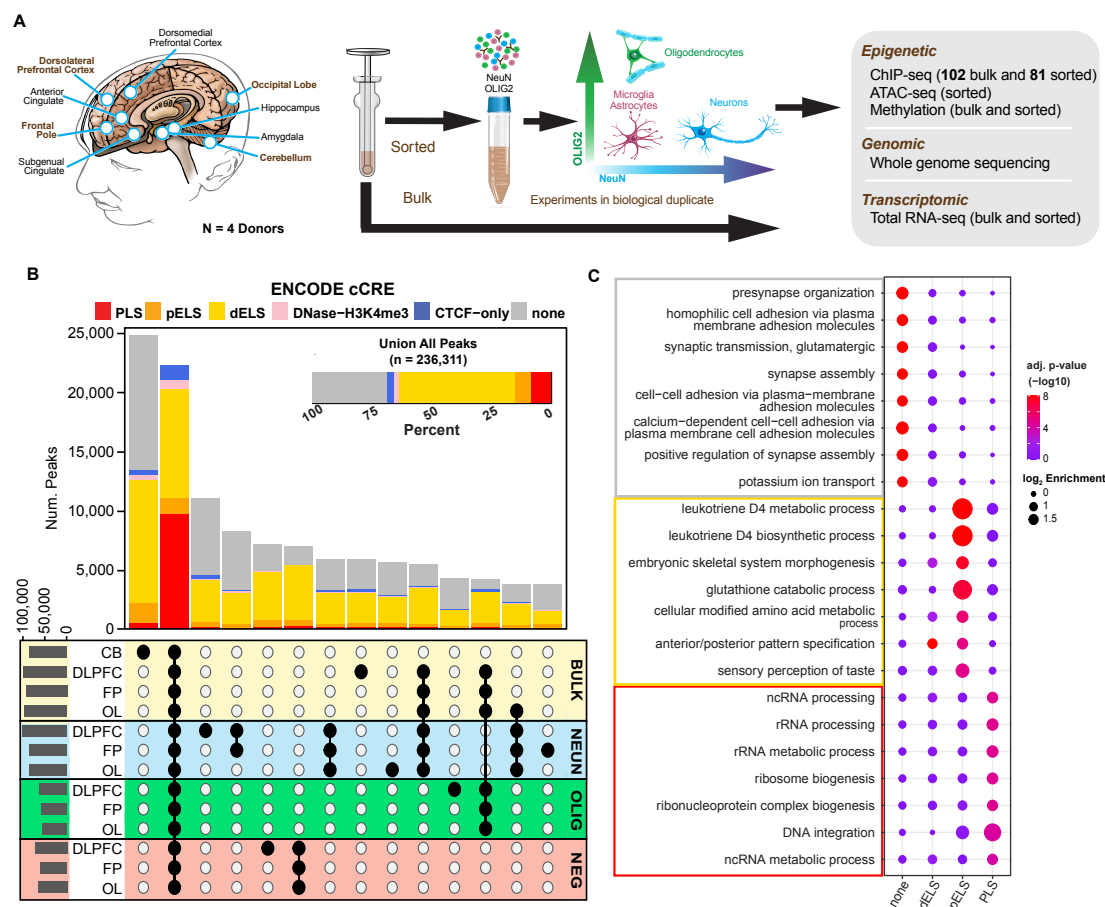 A
Dorsomedial
Prefrontal Cortex
Dorsolateral
Prefrontal Cortex
Anterior
Cingulate
Frontal
Pole
Subgenual
Cingulate
Occipital Lobe
Hippocampus
Amygdala
Cerebellum
N = 4 Donors
Sorted
Bulk
NeuN
OLIG2
OLIG2
NeuN
Oligodendrocytes
Microglia
Astrocytes
Neurons
Experiments in biological duplicate
Epigenetic
ChIP-seq (102 bulk and 81 sorted)
ATAC-seq (sorted)
Methylation (bulk and sorted)
Genomic
Whole genome sequencing
Transcriptomic
Total RNA-seq (bulk and sorted)
B
ENCODE cCRE
PLS pELS dELS DNase−H3K4me3 CTCF−only none
Union All Peaks
(n = 236,311)
100 75 50 25 0
Percent
Num. Peaks
25,000
20,000
15,000
10,000
5,000
0
100,000
50,000
0
CB
DLPFC
FP
OL
BULK
DLPFC
FP
OL
NEUN
DLPFC
FP
OL
OLIG
DLPFC
FP
OL
NEG
C
presynapse organization
homophilic cell adhesion via plasma
membrane adhesion molecules
synaptic transmission, glutamatergic
synapse assembly
cell−cell adhesion via plasma−membrane
adhesion molecules
calcium−dependent cell−cell adhesion via
plasma membrane cell adhesion molecules
positive regulation of synapse assembly
potassium ion transport
leukotriene D4 metabolic process
leukotriene D4 biosynthetic process
embryonic skeletal system morphogenesis
glutathione catabolic process
cellular modified amino acid metabolic
process
anterior/posterior pattern specification
sensory perception of taste
ncRNA processing
rRNA processing
rRNA metabolic process
ribosome biogenesis
ribonucleoprotein complex biogenesis
DNA integration
ncRNA metabolic process
none
dELS
pELS
PLS
adj. p-value
(−log10)
8
4
0
log2 Enrichment
0
1
1.5